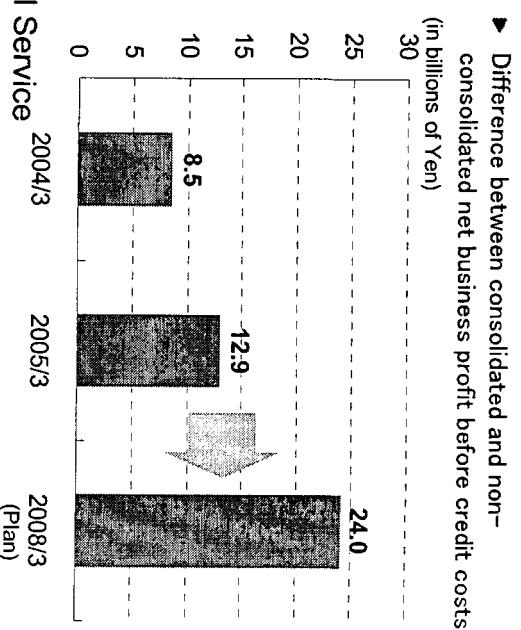 ► Difference between consolidated and non-
consolidated net business profit before credit costs
(in billions of Yen)
30
25
20
15
10
5
0
8.5
12.9
24.0
2004/3
2005/3
2008/3
(Plan)
l Service